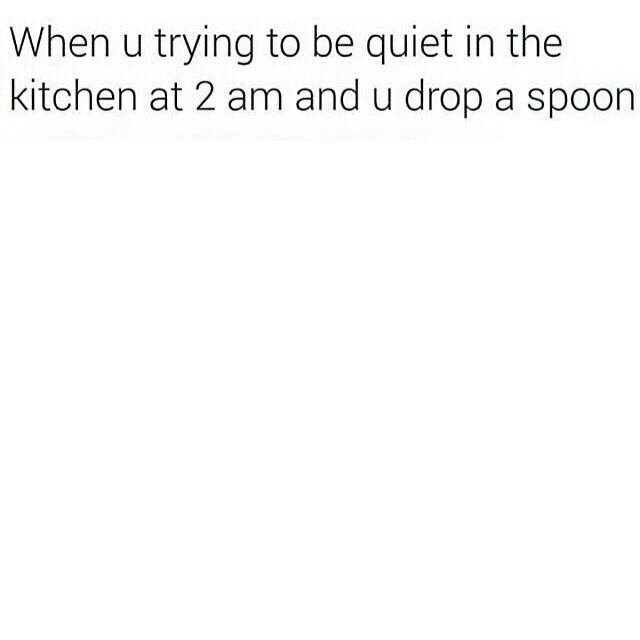 When u trying to be quiet in the
kitchen at 2 am and u drop a spoon